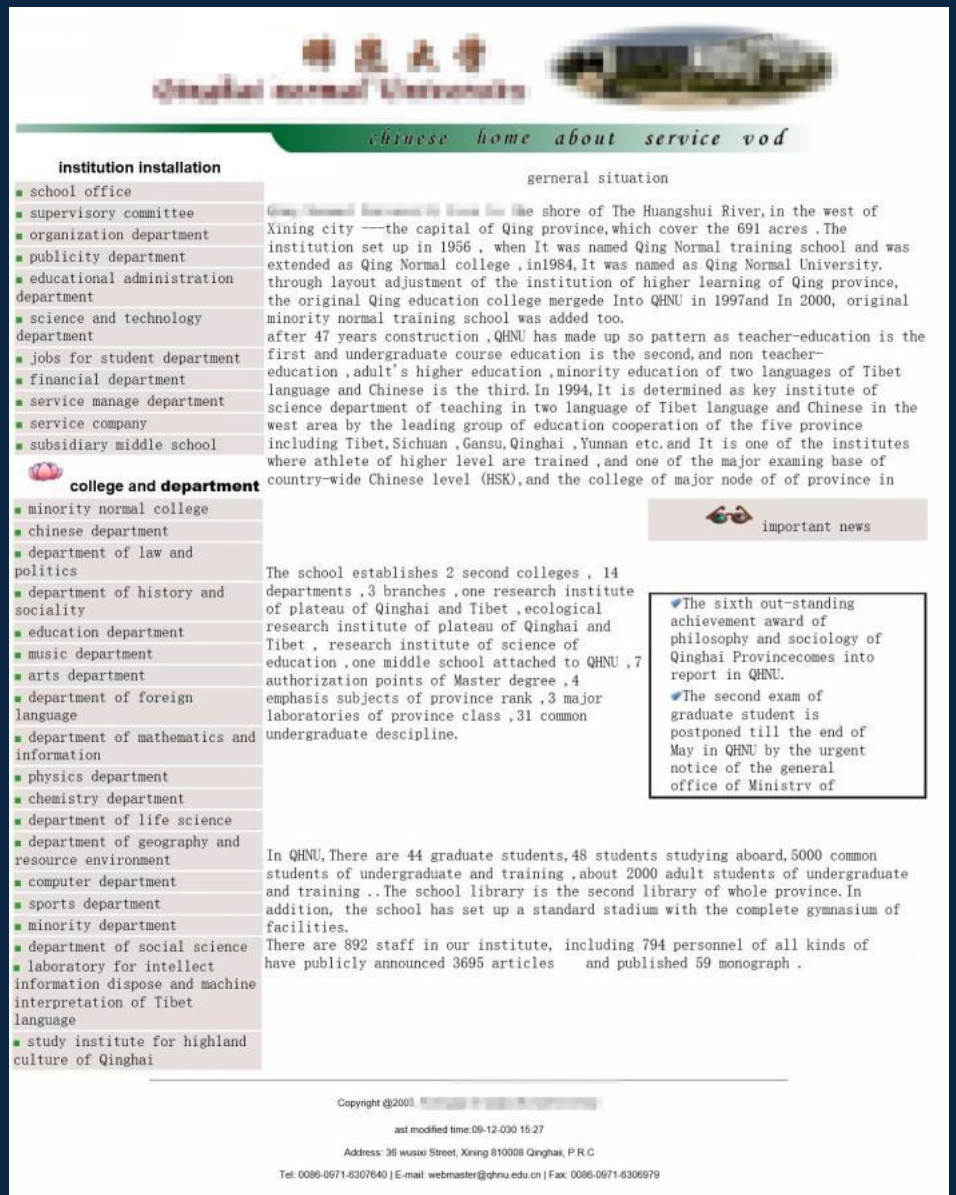 chinese home about service vod
institution installation
school office
supervisory committee
organization department
publicity department
educational administration
department
science and technology
department
jobs for student department
financial department
service manage department
service company
subsidiary middle school
college and department
minority normal college
chinese department
department of law and
politics
department of history and
sociality
education department
music department
arts department
department of foreign
language
department of mathematics and
information
physics department
chemistry department
department of life science
department of geography and
resource environment
computer department
sports department
minority department
department of social science
laboratory for intellect
information dispose and machine
interpretation of Tibet
language
study institute for highland
culture of Qinghai
gerneral situation
shore of The Huangshui River,in the west of
Xining city ---the capital of Qing province,which cover the 691 acres .The
institution set up in 1956 , when It was named Qing Normal training school and was
extended as Qing Normal college ,in1984,It was named as Qing Normal University.
through layout adjustment of the institution of higher learning of Qing province,
the original Qing education college mergede Into QHNU in 1997and In 2000, original
minority normal training school was added too.
after 47 years construction ,QHNU has made up so pattern as teacher-education is the
first and undergraduate course education is the second,and non teacher-
education ,adult's higher education ,minority education of two languages of Tibet
language and Chinese is the third.In 1994,It is determined as key institute of
science department of teaching in two language of Tibet language and Chinese in the
west area by the leading group of education cooperation of the five province
including Tibet,Sichuan ,Gansu,Qinghai ,Yunnan etc.and It is one of the institutes
where athlete of higher level are trained ,and one of the major examing base of
country-wide Chinese level (HSK),and the college of major node of of province in
important news
The school establishes 2 second colleges , 14
departments ,3 branches ,one research institute
of plateau of Qinghai and Tibet ,ecological
research institute of plateau of Qinghai and
Tibet , research institute of science of
education ,one middle school attached to QHNU ,7
authorization points of Master degree ,4
emphasis subjects of province rank ,3 major
laboratories of province class ,31 common
undergraduate descipline.
The sixth out-standing
achievement award of
philosophy and sociology of
Qinghai Provincecomes into
report in QHNU.
The second exam of
graduate student is
postponed till the end of
May in QHNU by the urgent
notice of the general
office of Ministry of
In QHNU,There are 44 graduate students,48 students studying aboard,5000 common
students of undergraduate and training ,about 2000 adult students of undergraduate
and training ..The school library is the second library of whole province.In
addition, the school has set up a standard stadium with the complete gymnasium of
facilities.
There are 892 staff in our institute, including 794 personnel of all kinds of
have publicly announced 3695 articles and published 59 monograph .
Copyright @2003.
ast modified time:09-12-030 15:27
Address: 36 wusixi Street, Xining 810008 Qinghaii, P.R.C
Tel: 0086-0971-6307640 | E-mail: webmaster@qhnu.edu.cn | Fax: 0086-0971-6306979